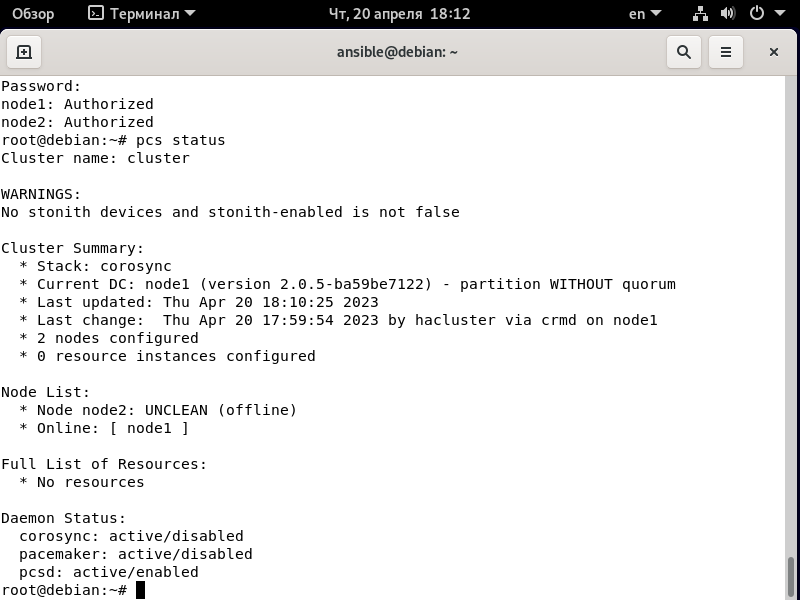 Обзор Терминал Чт, 20 апреля 18:12 en
ansible@debian: ~
Password:
node1: Authorized
node2: Authorized
root@debian:~# pcs status
Cluster name: cluster
WARNINGS:
No stonith devices and stonith-enabled is not false
Cluster Summary:
* Stack: corosync
* Current DC: node1 (version 2.0.5-ba59be7122) - partition WITHOUT quorum
* Last updated: Thu Apr 20 18:10:25 2023
* Last change:  Thu Apr 20 17:59:54 2023 by hacluster via crmd on node1
* 2 nodes configured
* 0 resource instances configured
Node List:
* Node node2: UNCLEAN (offline)
* Online: [ node1 ]
Full List of Resources:
* No resources
Daemon Status:
corosync: active/disabled
pacemaker: active/disabled
pcsd: active/enabled
root@debian:~#